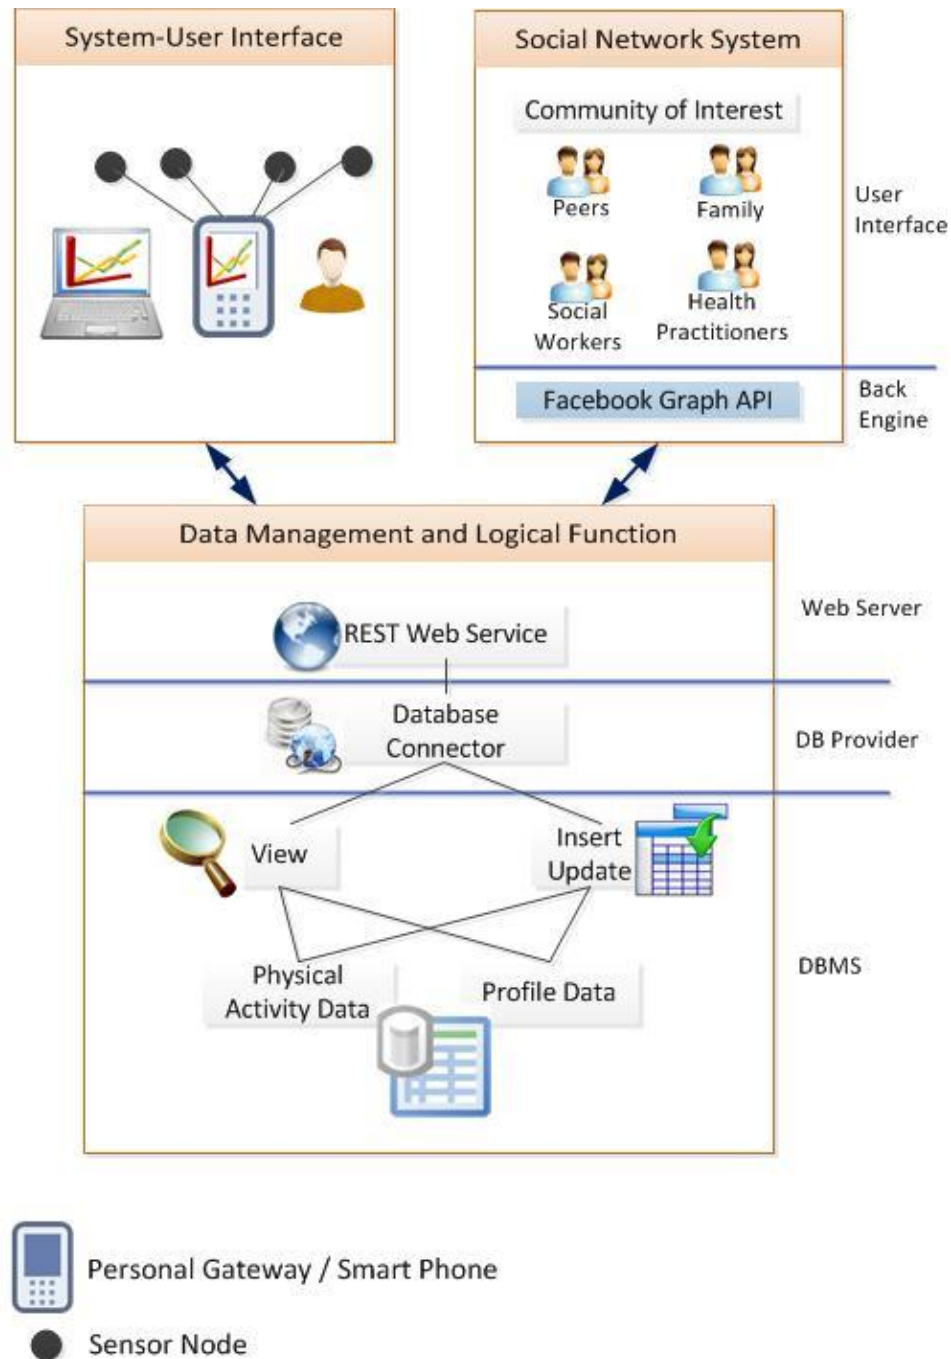 System-User Interface
Social Network System
Community of Interest
Peers
Family
Social
Workers
Health
Practitioners
User
Interface
Facebook Graph API
Back
Engine
Data Management and Logical Function
REST Web Service
Web Server
Database
Connector
DB Provider
View
Insert
Update
Physical
Activity Data
Profile Data
DBMS
Personal Gateway / Smart Phone
Sensor Node